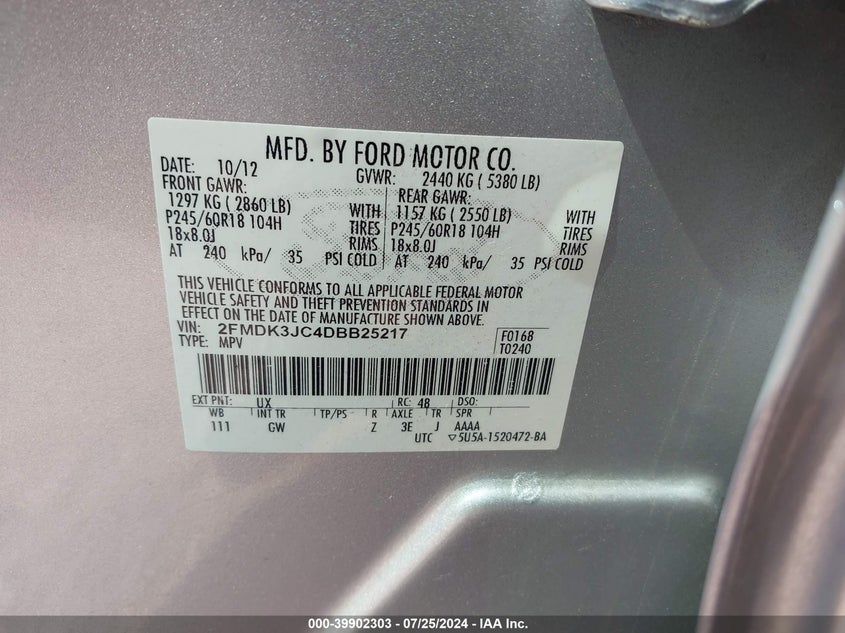 MFD. BY FORD MOTOR CO.
DATE: 10/12 GVWR: 2440 KG ( 5380 LB)
FRONT GAWR: REAR GAWR:
1297 KG ( 2860 LB) WITH 1157 KG ( 2550 LB) WITH
P245/60R18 104H TIRES P245/60R18 104H TIRES
18x8.0J RIMS 18x8.0J RIMS
AT 240 kPa/ 35 PSI COLD AT 240 kPa/ 35 PSI COLD
THIS VEHICLE CONFORMS TO ALL APPLICABLE FEDERAL MOTOR
VEHICLE SAFETY AND THEFT PREVENTION STANDARDS IN
EFFECT ON THE DATE OF MANUFACTURE SHOWN ABOVE.
VIN: 2FMDK3JC4DBB25217 F016B
TYPE: MPV T0240
EXT PNT: UX RC: 48 DSO:
WB INT TR TP/PS R AXLE TR SPR
111 GW Z 3E J AAAA
UTC ▽5U5A-1520472-BA
000-39902303 / 07/25/2024 - IAA Inc.